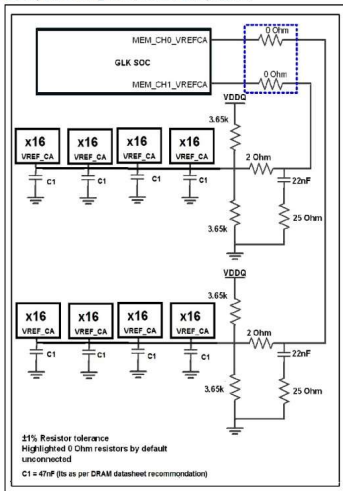 MEM_CH0_VREFCA
0 Ohm
GLK SOC
MEM_CH1_VREFCA
0 Ohm
VDDQ
3.65k
x16 x16 x16 x16
VREF_CA VREF_CA VREF_CA VREF_CA
2 Ohm
C1 C1 C1 C1
22nF
3.65k
25 Ohm
VDDQ
3.65k
x16 x16 x16 x16
VREF_CA VREF_CA VREF_CA VREF_CA
2 Ohm
C1 C1 C1 C1
22nF
3.65k
25 Ohm
±1% Resistor tolerance
Highlighted 0 Ohm resistors by default
unconnected
C1 = 47nF (Its as per DRAM datasheet recommondation)